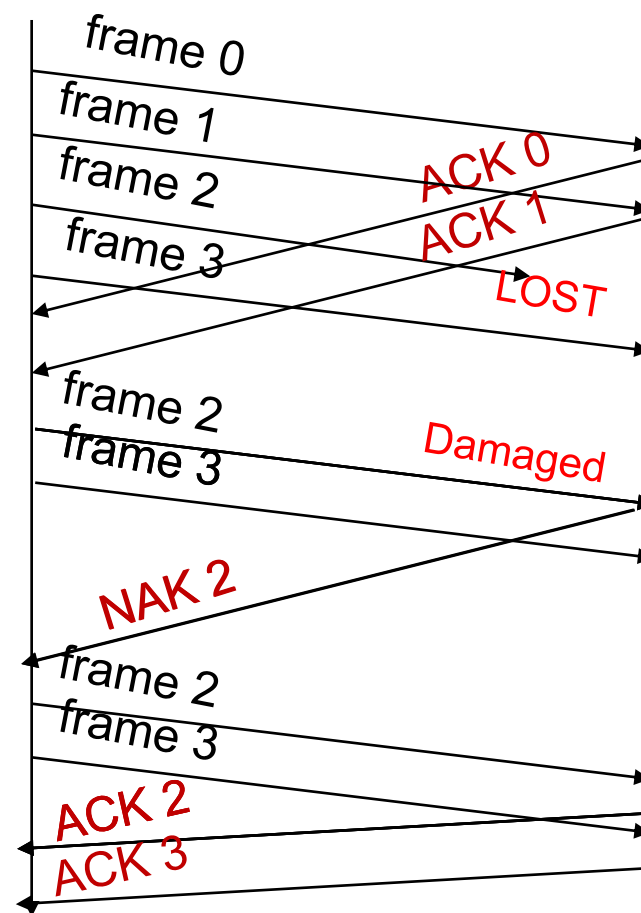 frame 0
frame 1
ACK 0
frame 2
ACK 1
frame 3
LOST
frame 2
Damaged
frame 3
NAK 2
frame 2
frame 3
ACK 2
ACK 3